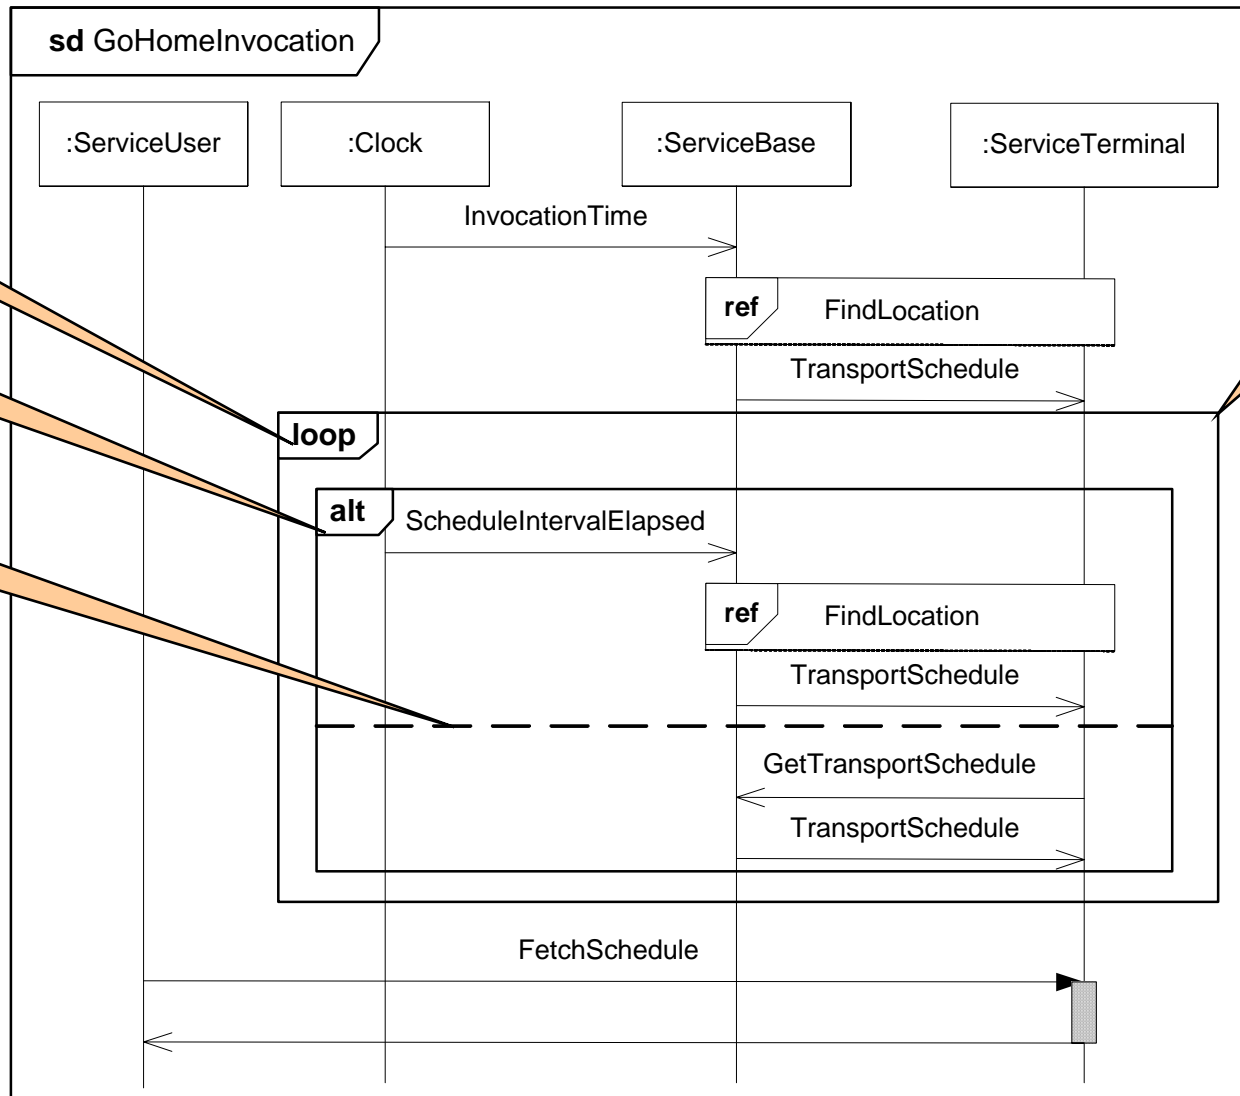 sd GoHomeInvocation
:ServiceUser
:Clock
:ServiceBase
:ServiceTerminal
InvocationTime
ref FindLocation
TransportSchedule
loop
alt
ScheduleIntervalElapsed
ref FindLocation
TransportSchedule
GetTransportSchedule
TransportSchedule
FetchSchedule